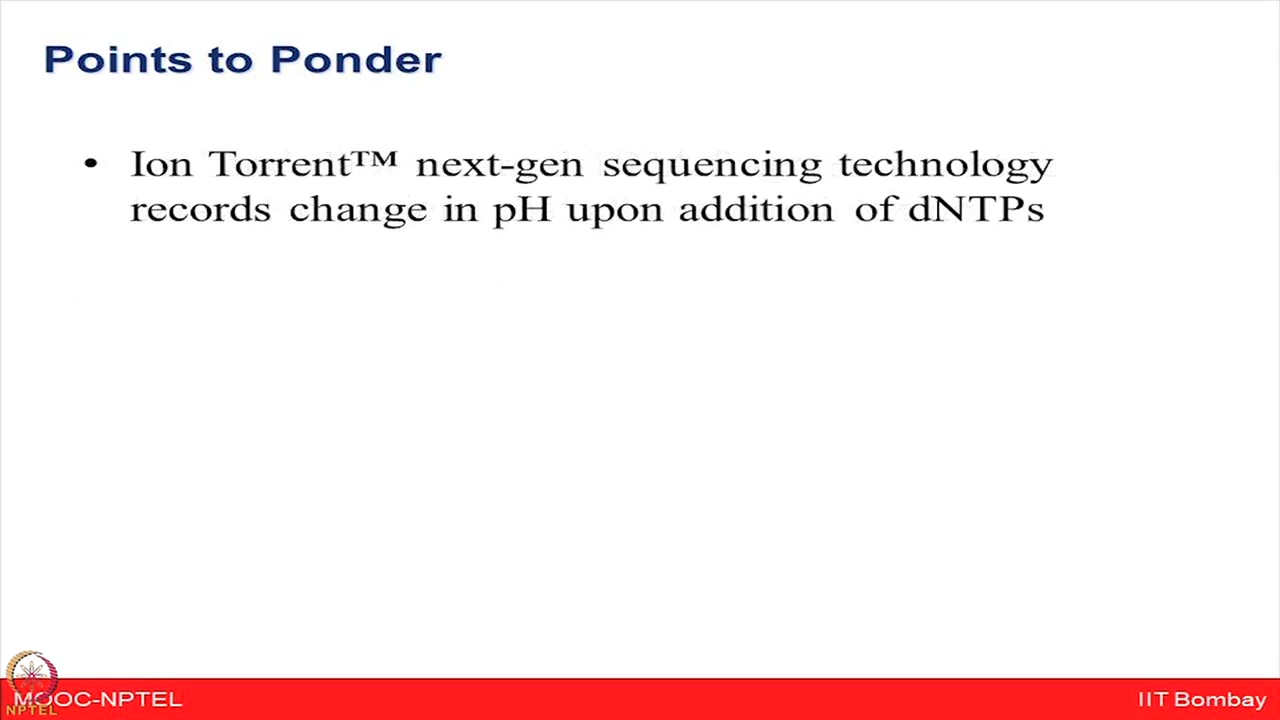 Points to Ponder
• Ion Torrent™ next-gen sequencing technology
records change in pH upon addition of dNTPs
MOOC-NPTEL
NPTEL
IIT Bombay